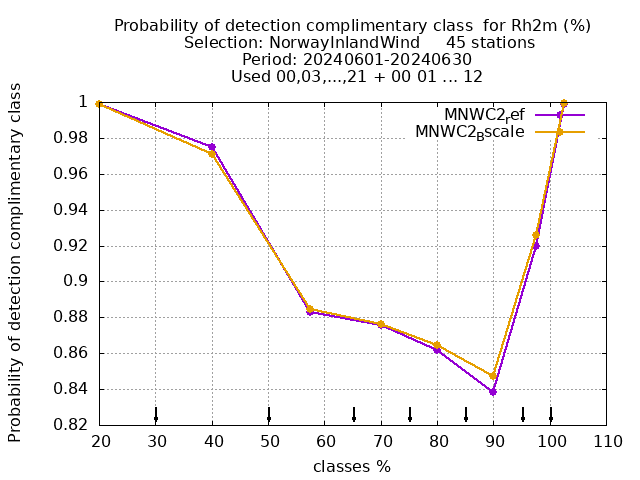 Probability of detection complimentary class  for Rh2m (%)
Selection: NorwayInlandWind     45 stations
Period: 20240601-20240630
Used 00,03,...,21 + 00 01 ... 12
Probability of detection complimentary class
1
0.98
0.96
0.94
0.92
0.9
0.88
0.86
0.84
0.82
MNWC2ref
MNWC2Bscale
20 30 40 50 60 70 80 90 100 110
classes %